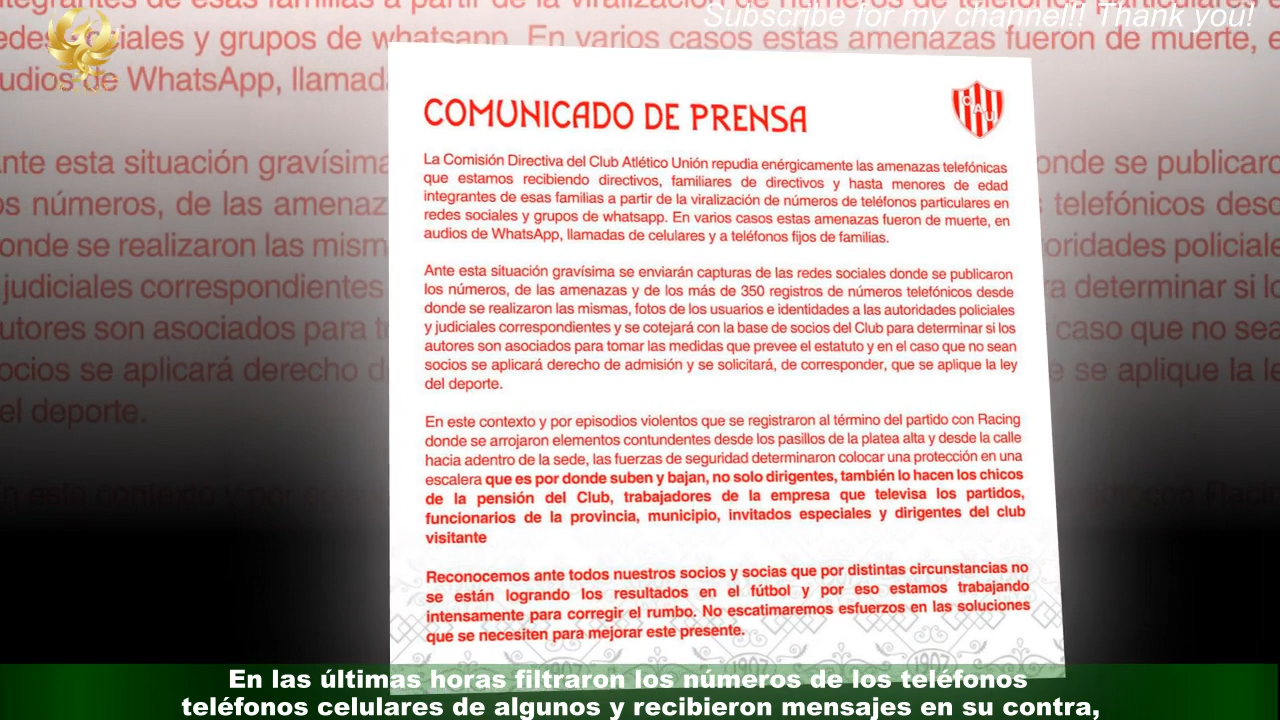 Subscribe for my channel!! Thank you!
COMUNICADO DE PRENSA
CAU
La Comisión Directiva del Club Atlético Unión repudia enérgicamente las amenazas telefónicas
que estamos recibiendo directivos, familiares de directivos y hasta menores de edad
integrantes de esas familias a partir de la viralización de números de teléfonos particulares en
redes sociales y grupos de whatsapp. En varios casos estas amenazas fueron de muerte, en
audios de WhatsApp, llamadas de celulares y a teléfonos fijos de familias.
Ante esta situación gravísima se enviarán capturas de las redes sociales donde se publicaron
los números, de las amenazas y de los más de 350 registros de números telefónicos desde
donde se realizaron las mismas, fotos de los usuarios e identidades a las autoridades policiales
y judiciales correspondientes y se cotejará con la base de socios del Club para determinar si los
autores son asociados para tomar las medidas que prevee el estatuto y en el caso que no sean
socios se aplicará derecho de admisión y se solicitará, de corresponder, que se aplique la ley
del deporte.
En este contexto y por episodios violentos que se registraron al término del partido con Racing
donde se arrojaron elementos contundentes desde los pasillos de la platea alta y desde la calle
hacia adentro de la sede, las fuerzas de seguridad determinaron colocar una protección en una
escalera que es por donde suben y bajan, no solo dirigentes, también lo hacen los chicos
de la pensión del Club, trabajadores de la empresa que televisa los partidos,
funcionarios de la provincia, municipio, invitados especiales y dirigentes del club
visitante
Reconocemos ante todos nuestros socios y socias que por distintas circunstancias no
se están logrando los resultados en el fútbol y por eso estamos trabajando
intensamente para corregir el rumbo. No escatimaremos esfuerzos en las soluciones
que se necesiten para mejorar este presente.
1907 1907 1907
En las últimas horas filtraron los números de los teléfonos
teléfonos celulares de algunos y recibieron mensajes en su contra,